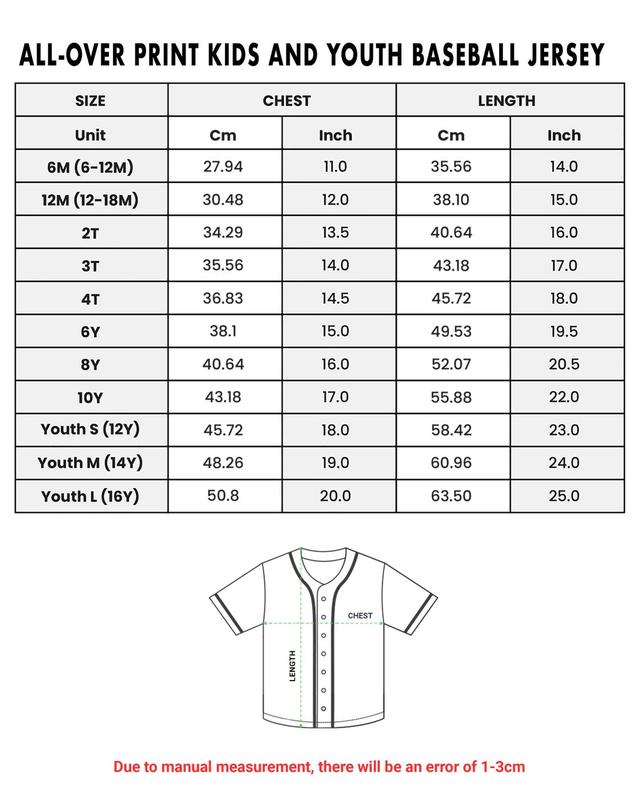 ALL-OVER PRINT KIDS AND YOUTH BASEBALL JERSEY
SIZE CHEST LENGTH
Unit Cm Inch Cm Inch
6M (6-12M) 27.94 11.0 35.56 14.0
12M (12-18M) 30.48 12.0 38.10 15.0
2T 34.29 13.5 40.64 16.0
3T 35.56 14.0 43.18 17.0
4T 36.83 14.5 45.72 18.0
6Y 38.1 15.0 49.53 19.5
8Y 40.64 16.0 52.07 20.5
10Y 43.18 17.0 55.88 22.0
Youth S (12Y) 45.72 18.0 58.42 23.0
Youth M (14Y) 48.26 19.0 60.96 24.0
Youth L (16Y) 50.8 20.0 63.50 25.0
CHEST
LENGTH
Due to manual measurement, there will be an error of 1-3cm